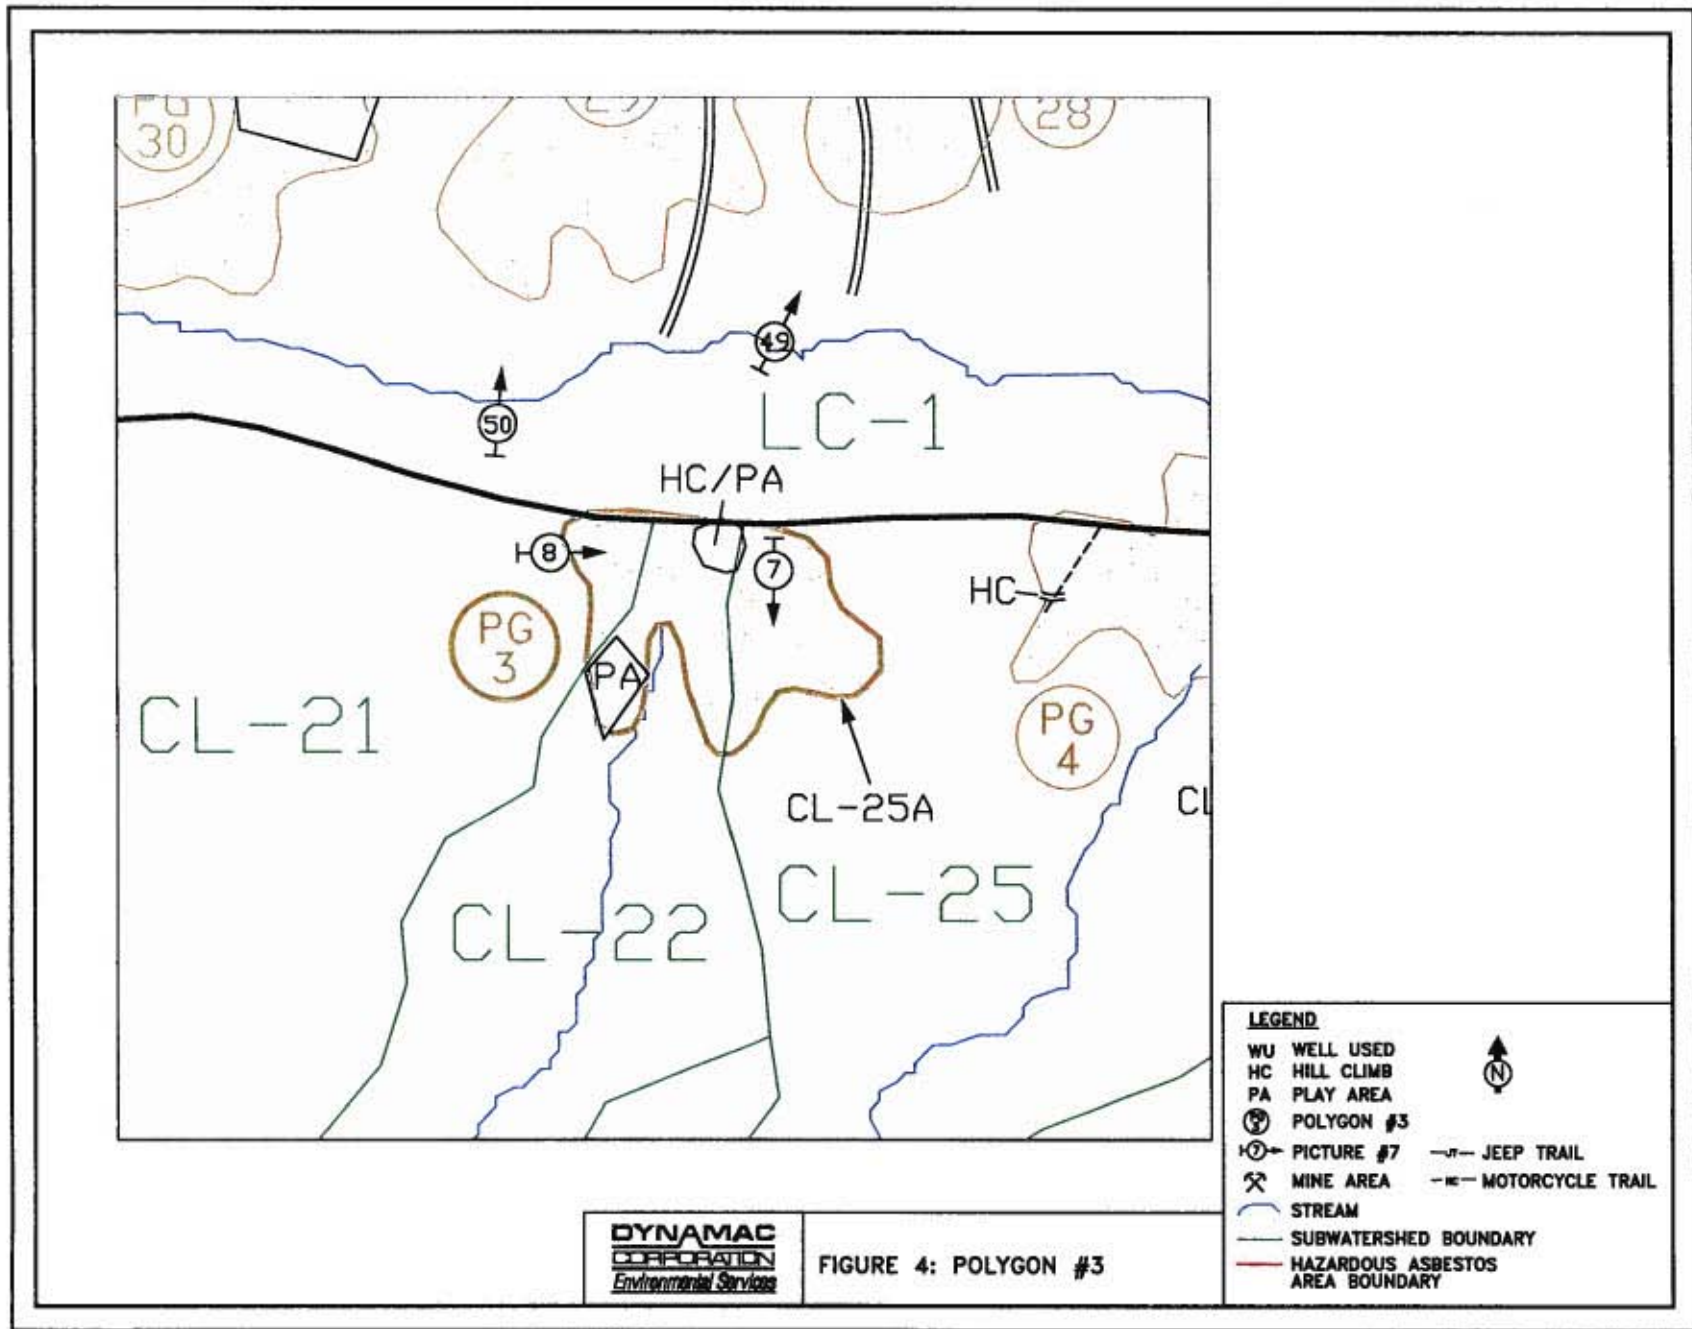 30
28
49
50
LC-1
HC/PA
8
7
HC
PG
3
PA
CL-21
PG
4
CL-25A
CL
CL-25
CL-22
LEGEND
WU WELL USED
HC HILL CLIMB
PA PLAY AREA
N
POLYGON #3
7 PICTURE #7
JT JEEP TRAIL
MINE AREA
MC MOTORCYCLE TRAIL
STREAM
SUBWATERSHED BOUNDARY
HAZARDOUS ASBESTOS
AREA BOUNDARY
DYNAMAC
CORPORATION
Environmental Services
FIGURE 4: POLYGON #3